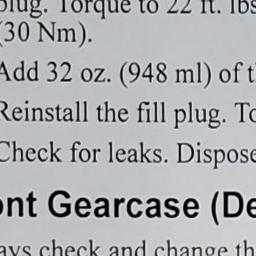 plug. Torque to 22 ft. lbs
(30 Nm).
Add 32 oz. (948 ml) of t
Reinstall the fill plug. To
Check for leaks. Dispose
ont Gearcase (De
ays check and change th